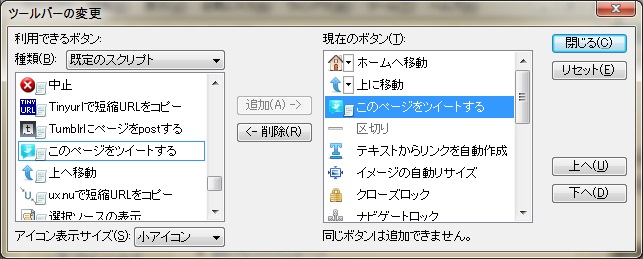 ツールバーの変更
利用できるボタン:
種類(B): 既定のスクリプト
中止
TINY URL Tinyurlで短縮URLをコピー
t Tumblrにページをpostする
このページをツイートする
上へ移動
ux.nuで短縮URLをコピー
選択ソースの表示
アイコン表示サイズ(S): 小アイコン
追加(A) ->
<- 削除(R)
現在のボタン(T):
ホームへ移動
上に移動
このページをツイートする
区切り
テキストからリンクを自動作成
イメージの自動リサイズ
クローズロック
ナビゲートロック
同じボタンは追加できません。
閉じる(C)
リセット(E)
上へ(U)
下へ(D)